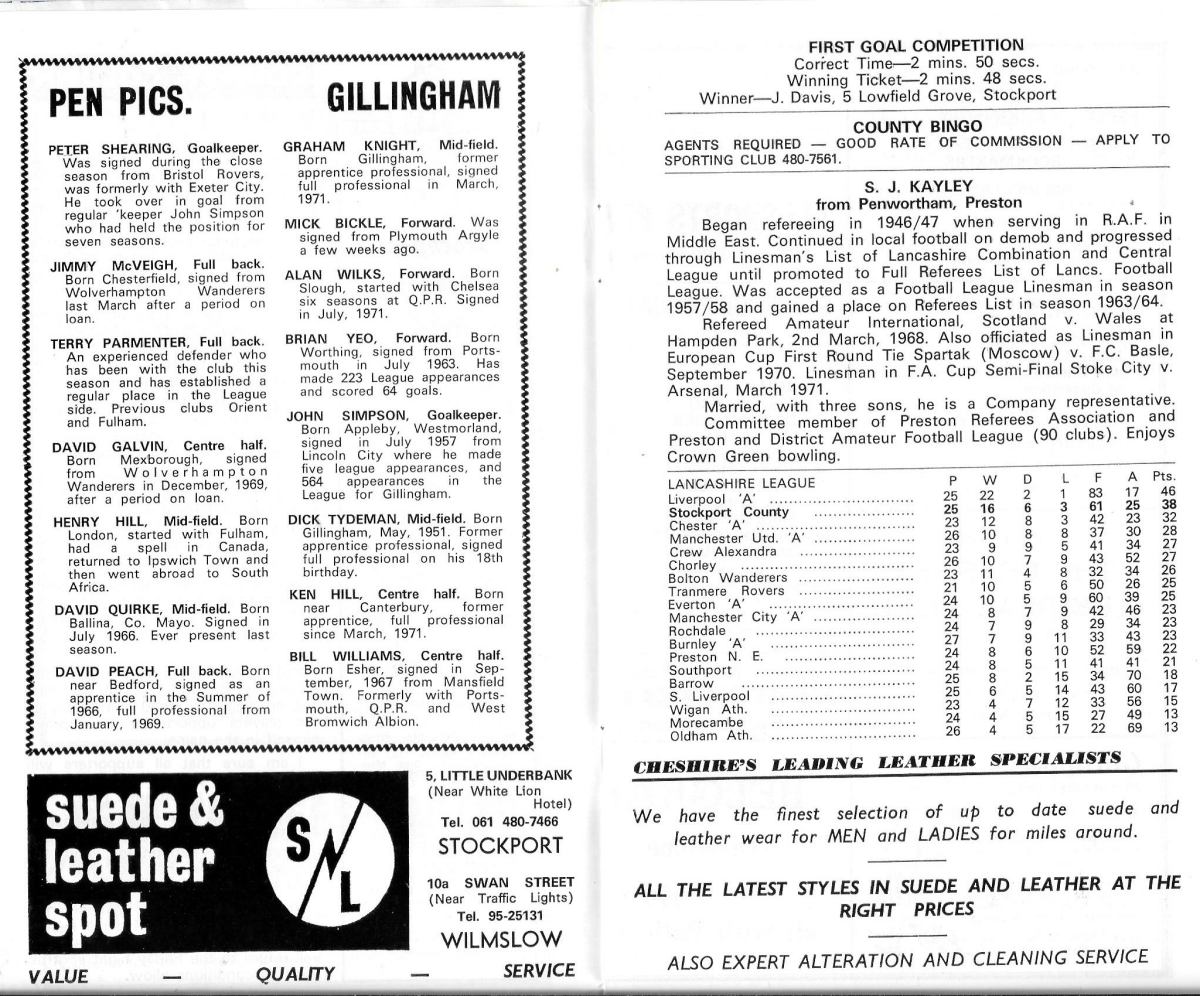 PEN PICS. GILLINGHAM
PETER SHEARING, Goalkeeper.
Was signed during the close
season from Bristol Rovers,
was formerly with Exeter City.
He took over in goal from
regular 'keeper John Simpson
who had held the position for
seven seasons.
JIMMY McVEIGH, Full back.
Born Chesterfield, signed from
Wolverhampton Wanderers
last March after a period on
loan.
TERRY PARMENTER, Full back.
An experienced defender who
has been with the club this
season and has established a
regular place in the League
side. Previous clubs Orient
and Fulham.
DAVID GALVIN, Centre half.
Born Mexborough, signed
from Wolverhampton
Wanderers in December, 1969,
after a period on loan.
HENRY HILL, Mid-field. Born
London, started with Fulham,
had a spell in Canada,
returned to Ipswich Town and
then went abroad to South
Africa.
DAVID QUIRKE, Mid-field. Born
Ballina, Co. Mayo. Signed in
July 1966. Ever present last
season.
DAVID PEACH, Full back. Born
near Bedford, signed as an
apprentice in the Summer of
1966, full professional from
January, 1969.
GRAHAM KNIGHT, Mid-field.
Born Gillingham, former
apprentice professional, signed
full professional in March,
1971.
MICK BICKLE, Forward. Was
signed from Plymouth Argyle
a few weeks ago.
ALAN WILKS, Forward. Born
Slough, started with Chelsea
six seasons at Q.P.R. Signed
in July, 1971.
BRIAN YEO, Forward. Born
Worthing, signed from Ports-
mouth in July 1963. Has
made 223 League appearances
and scored 64 goals.
JOHN SIMPSON, Goalkeeper.
Born Appleby, Westmorland,
signed in July 1957 from
Lincoln City where he made
five league appearances, and
564 appearances in the
League for Gillingham.
DICK TYDEMAN, Mid-field. Born
Gillingham, May, 1951. Former
apprentice professional, signed
full professional on his 18th
birthday.
KEN HILL, Centre half. Born
near Canterbury, former
apprentice, full professional
since March, 1971.
BILL WILLIAMS, Centre half.
Born Esher, signed in Sep-
tember, 1967 from Mansfield
Town. Formerly with Ports-
mouth, Q.P.R. and West
Bromwich Albion.
suede &
leather
spot
S L
5, LITTLE UNDERBANK
(Near White Lion
Hotel)
Tel. 061 480-7466
STOCKPORT
10a SWAN STREET
(Near Traffic Lights)
Tel. 95-25131
WILMSLOW
VALUE — QUALITY — SERVICE
FIRST GOAL COMPETITION
Correct Time—2 mins. 50 secs.
Winning Ticket—2 mins. 48 secs.
Winner—J. Davis, 5 Lowfield Grove, Stockport
COUNTY BINGO
AGENTS REQUIRED — GOOD RATE OF COMMISSION — APPLY TO
SPORTING CLUB 480-7561.
S. J. KAYLEY
from Penwortham, Preston
Began refereeing in 1946/47 when serving in R.A.F. in
Middle East. Continued in local football on demob and progressed
through Linesman's List of Lancashire Combination and Central
League until promoted to Full Referees List of Lancs. Football
League. Was accepted as a Football League Linesman in season
1957/58 and gained a place on Referees List in season 1963/64.
Refereed Amateur International, Scotland v. Wales at
Hampden Park, 2nd March, 1968. Also officiated as Linesman in
European Cup First Round Tie Spartak (Moscow) v. F.C. Basle,
September 1970. Linesman in F.A. Cup Semi-Final Stoke City v.
Arsenal, March 1971.
Married, with three sons, he is a Company representative.
Committee member of Preston Referees Association and
Preston and District Amateur Football League (90 clubs). Enjoys
Crown Green bowling.
LANCASHIRE LEAGUE P W D L F A Pts.
Liverpool 'A' 25 22 2 1 83 17 46
Stockport County 25 16 6 3 61 25 38
Chester 'A' 23 12 8 3 42 23 32
Manchester Utd. 'A' 26 10 8 8 37 30 28
Crew Alexandra 23 9 9 5 41 34 27
Chorley 26 10 7 9 43 52 27
Bolton Wanderers 23 11 4 8 32 34 26
Tranmere Rovers 21 10 5 6 50 26 25
Everton 'A' 24 10 5 9 60 39 25
Manchester City 'A' 24 8 7 9 42 46 23
Rochdale 24 7 9 8 29 34 23
Burnley 'A' 27 7 9 11 33 43 23
Preston N. E. 24 8 6 10 52 59 22
Southport 24 8 5 11 41 41 21
Barrow 25 8 2 15 34 70 18
S. Liverpool 25 6 5 14 43 60 17
Wigan Ath. 23 4 7 12 33 56 15
Morecambe 24 4 5 15 27 49 13
Oldham Ath. 26 4 5 17 22 69 13
CHESHIRE'S LEADING LEATHER SPECIALISTS
We have the finest selection of up to date suede and
leather wear for MEN and LADIES for miles around.
ALL THE LATEST STYLES IN SUEDE AND LEATHER AT THE
RIGHT PRICES
ALSO EXPERT ALTERATION AND CLEANING SERVICE